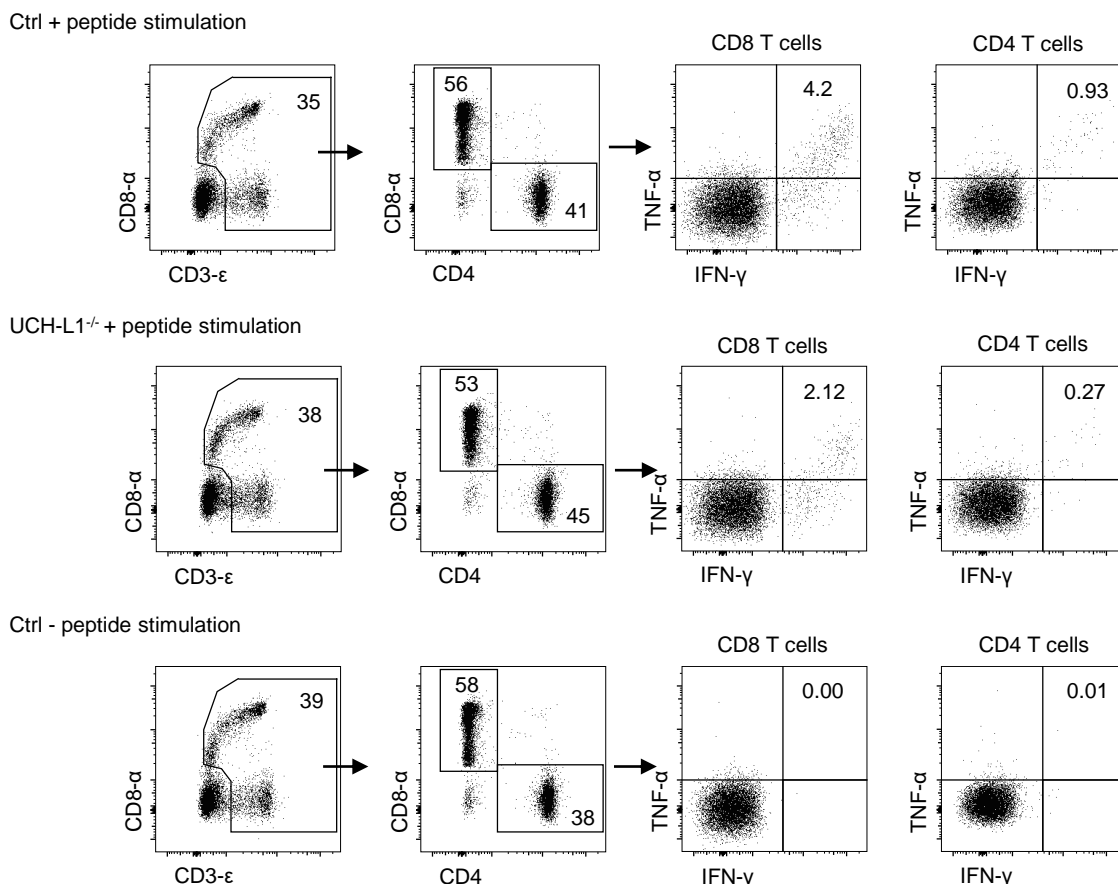 Ctrl + peptide stimulation
CD8 T cells
CD4 T cells
35
56
41
4.2
0.93
CD8-α
CD8-α
TNF-α
TNF-α
CD3-ε
CD4
IFN-γ
IFN-γ
UCH-L1-/- + peptide stimulation
CD8 T cells
CD4 T cells
38
53
45
2.12
0.27
CD8-α
CD8-α
TNF-α
TNF-α
CD3-ε
CD4
IFN-γ
IFN-γ
Ctrl - peptide stimulation
CD8 T cells
CD4 T cells
39
58
38
0.00
0.01
CD8-α
CD8-α
TNF-α
TNF-α
CD3-ε
CD4
IFN-γ
IFN-γ